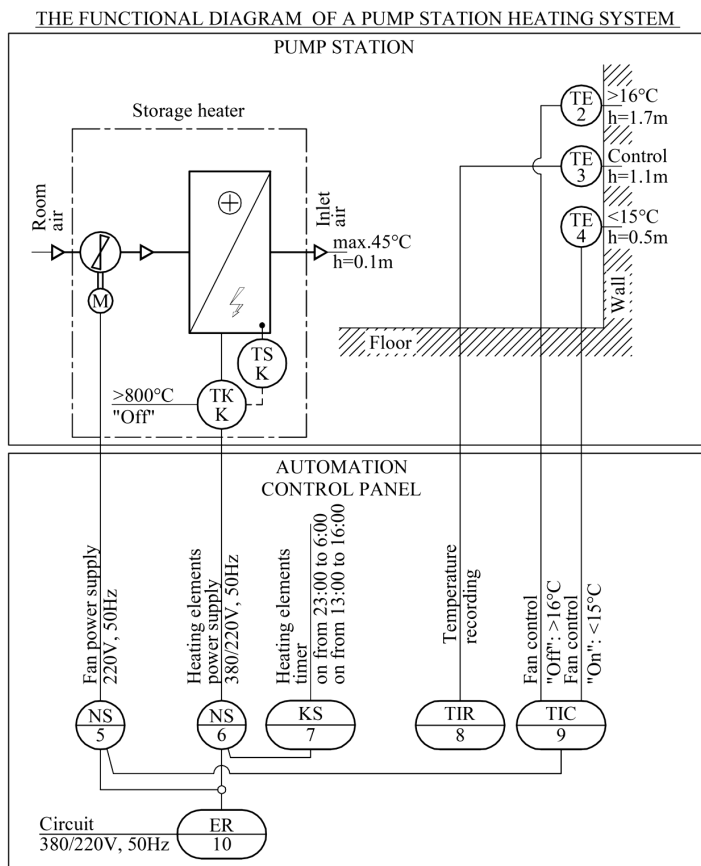 THE FUNCTIONAL DIAGRAM OF A PUMP STATION HEATING SYSTEM
PUMP STATION
Storage heater
Room
air
M
Inlet
air
max.45°C
h=0.1m
TS
K
>800°C
"Off"
TK
K
TE
2
>16°C
h=1.7m
TE
3
Control
h=1.1m
TE
4
<15°C
h=0.5m
Wall
Floor
AUTOMATION
CONTROL PANEL
Fan power supply
220V, 50Hz
Heating elements
power supply
380/220V, 50Hz
Heating elements
timer
on from 23:00 to 6:00
on from 13:00 to 16:00
Temperature
recording
Fan control
"Off": >16°C
Fan control
"On": <15°C
NS
5
NS
6
KS
7
TIR
8
TIC
9
Circuit
380/220V, 50Hz
ER
10